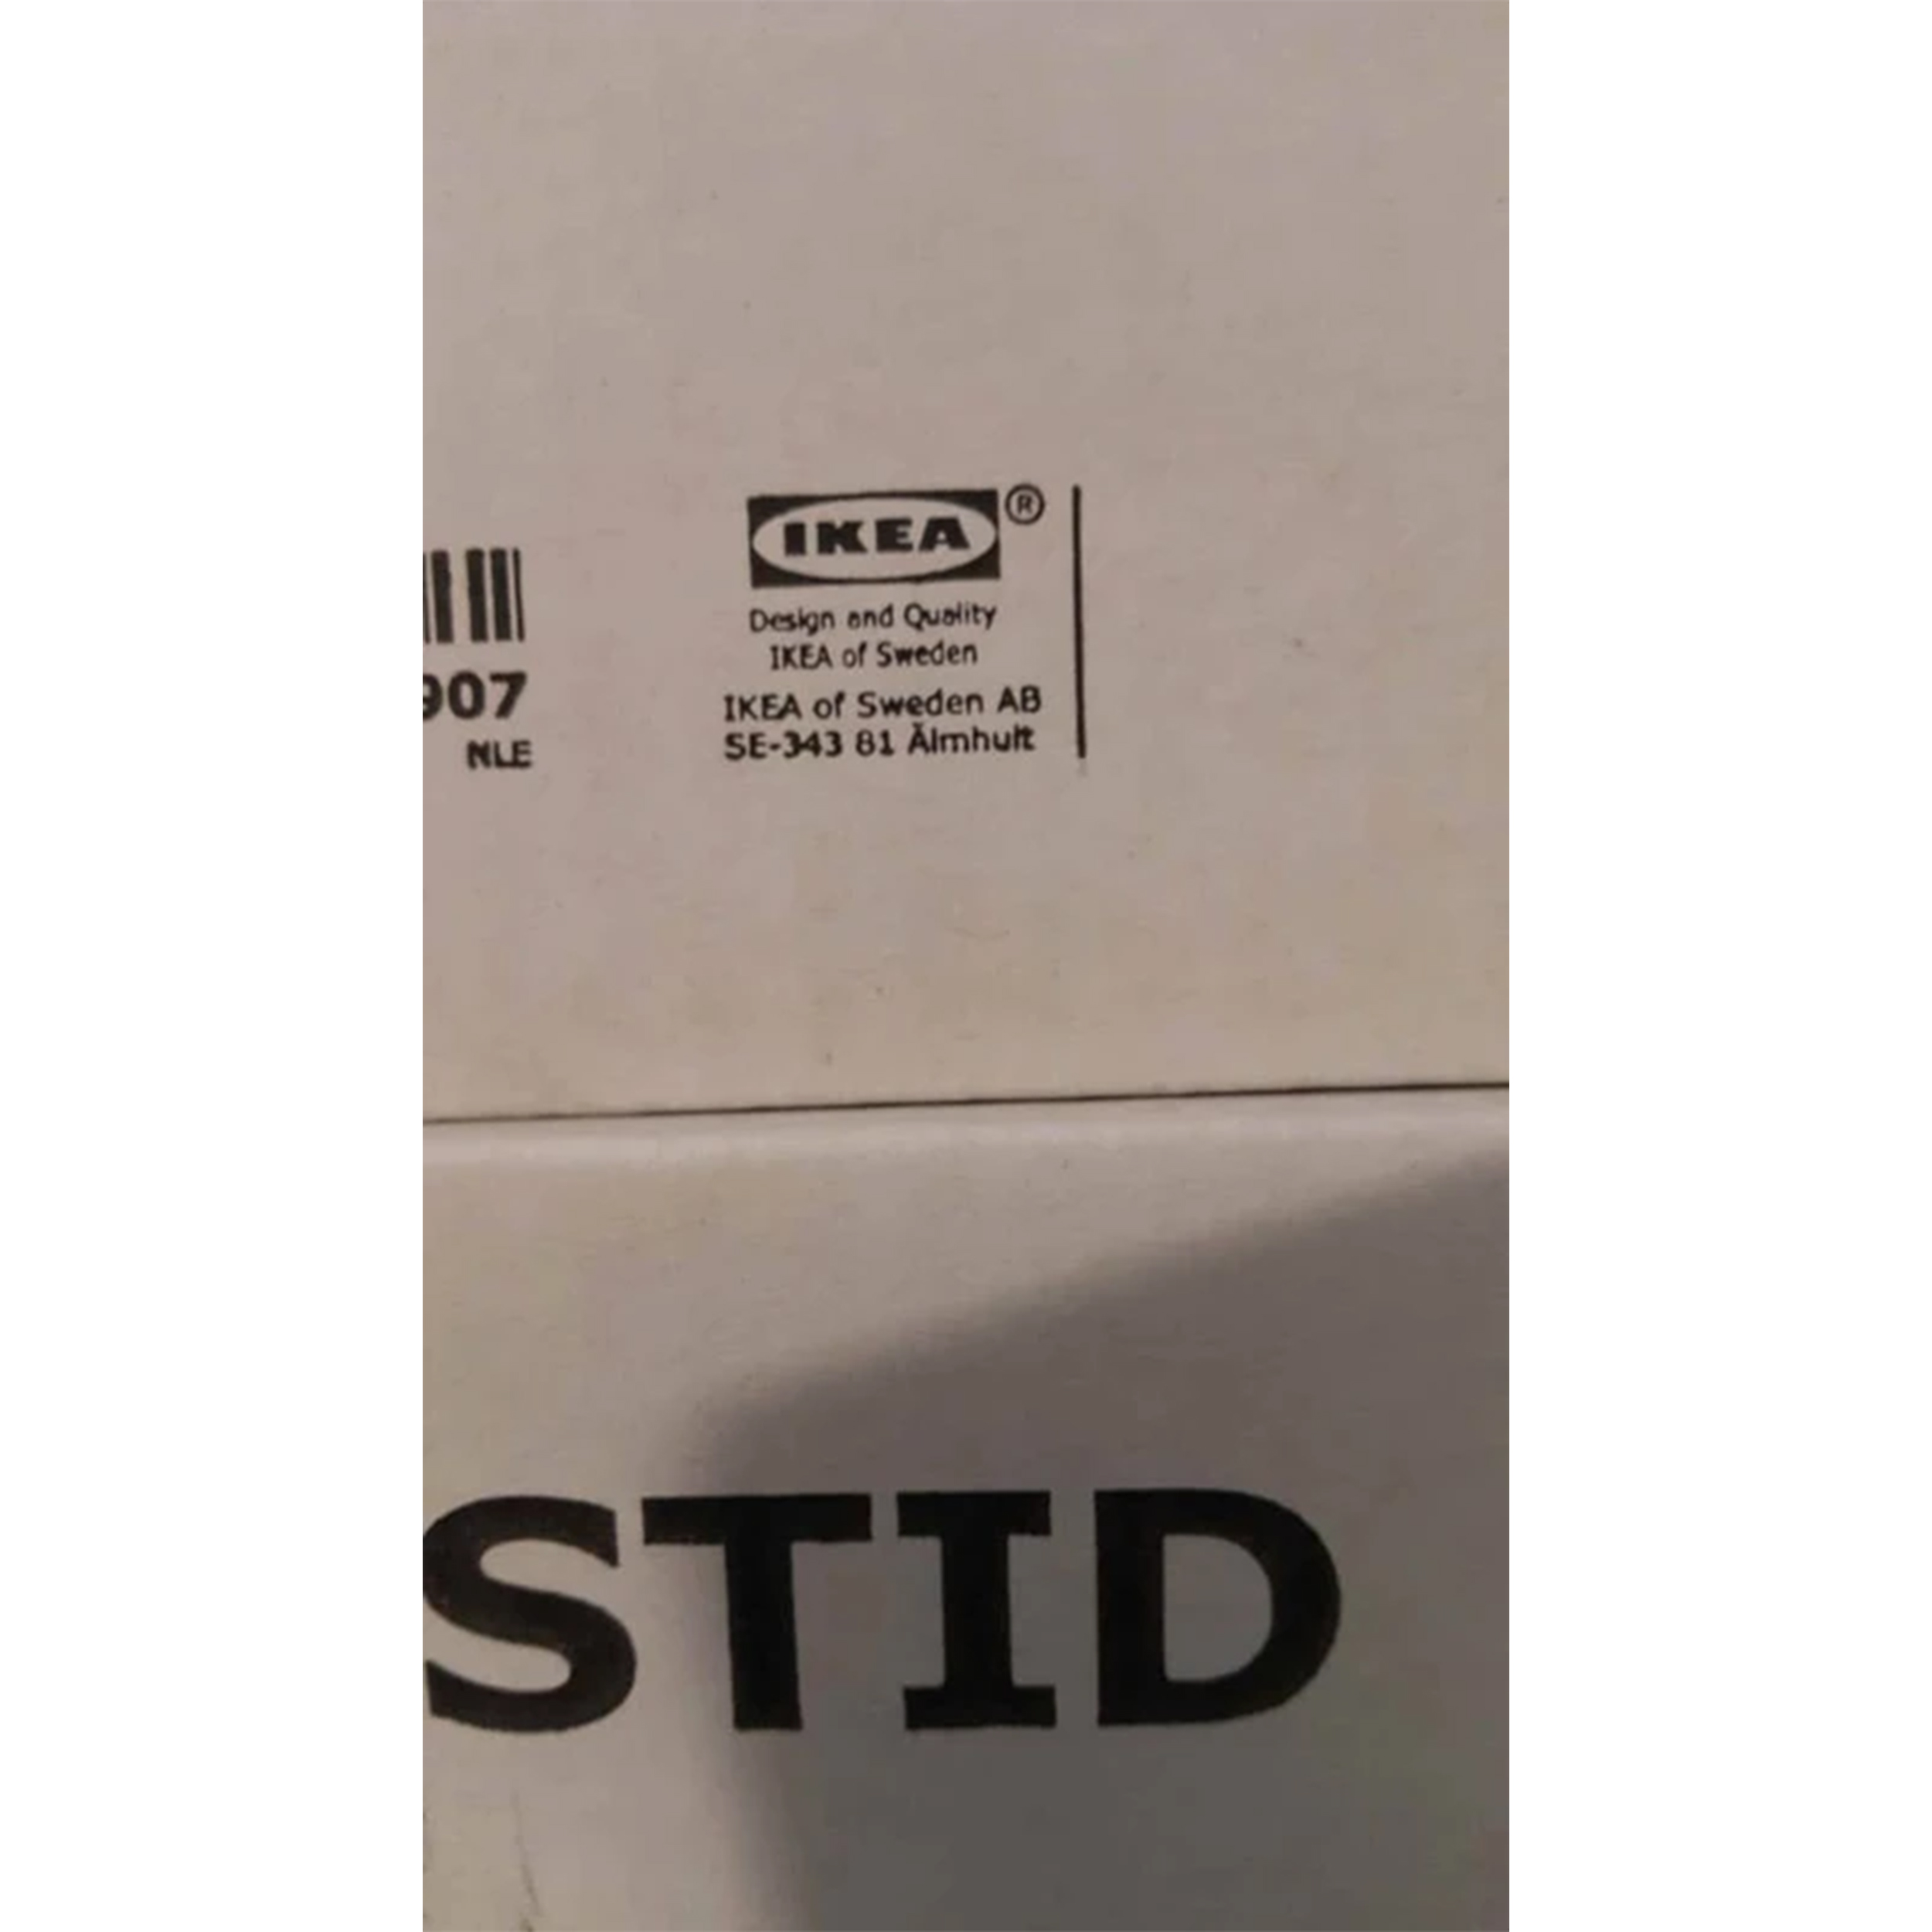 IKEA®
Design and Quality
IKEA of Sweden
907
IKEA of Sweden AB
NLE
SE-343 81 Älmhult
STID